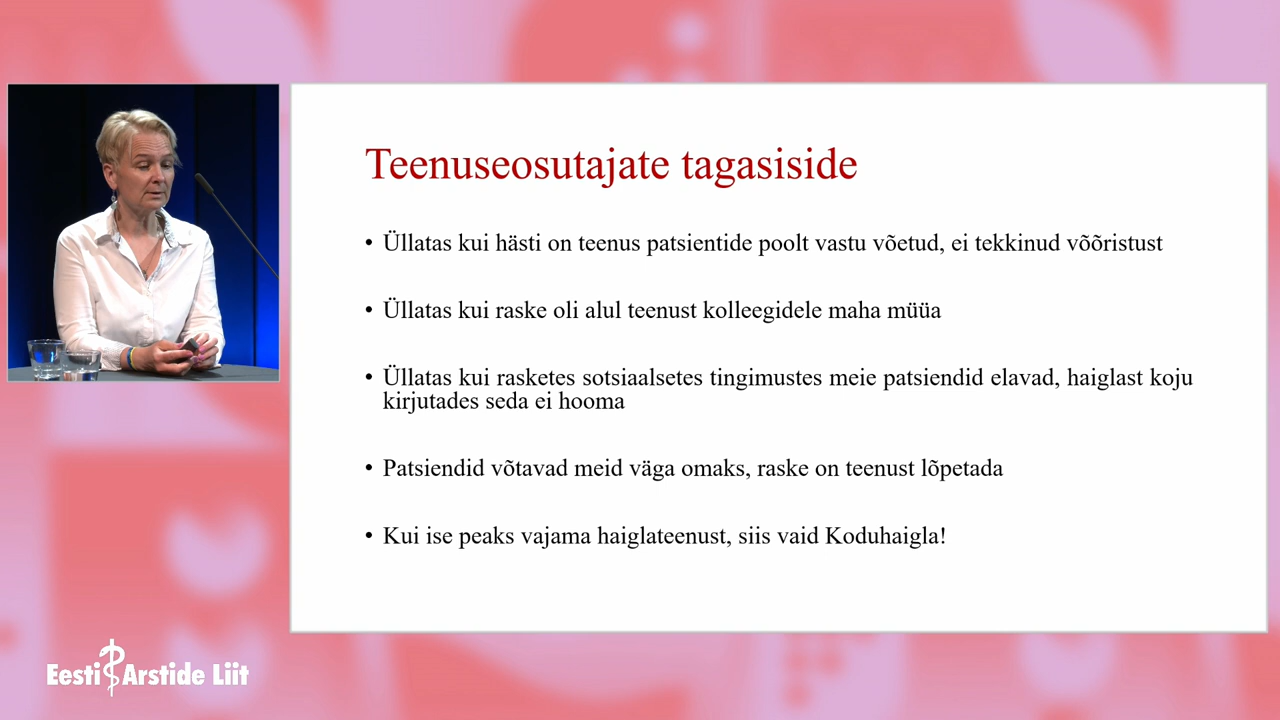 Teenuseosutajate tagasiside
• Üllatas kui hästi on teenus patsientide poolt vastu võetud, ei tekkinud võõristust
• Üllatas kui raske oli alul teenust kolleegidele maha müüa
• Üllatas kui rasketes sotsiaalsetes tingimustes meie patsiendid elavad, haiglast koju
kirjutades seda ei hooma
• Patsiendid võtavad meid väga omaks, raske on teenust lõpetada
• Kui ise peaks vajama haiglateenust, siis vaid Koduhaigla!
Eesti Arstide Liit